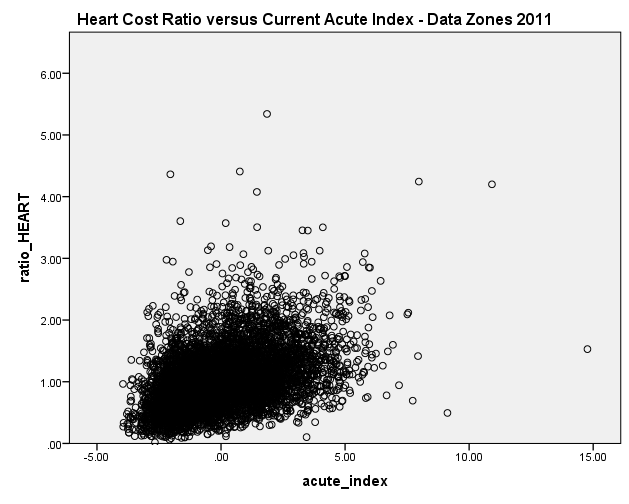 Heart Cost Ratio versus Current Acute Index - Data Zones 2011
6.00
5.00
4.00
3.00
2.00
1.00
.00
ratio_HEART
-5.00 .00 5.00 10.00 15.00
acute_index